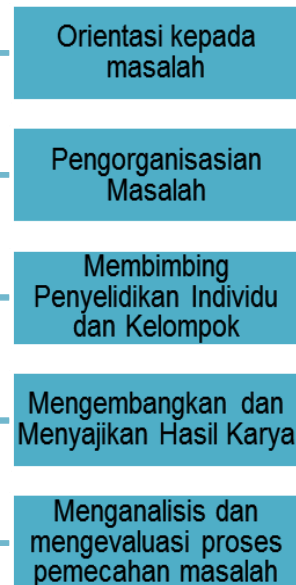 Orientasi kepada
masalah
Pengorganisasian
Masalah
Membimbing
Penyelidikan Individu
dan Kelompok
Mengembangkan dan
Menyajikan Hasil Karya
Menganalisis dan
mengevaluasi proses
pemecahan masalah